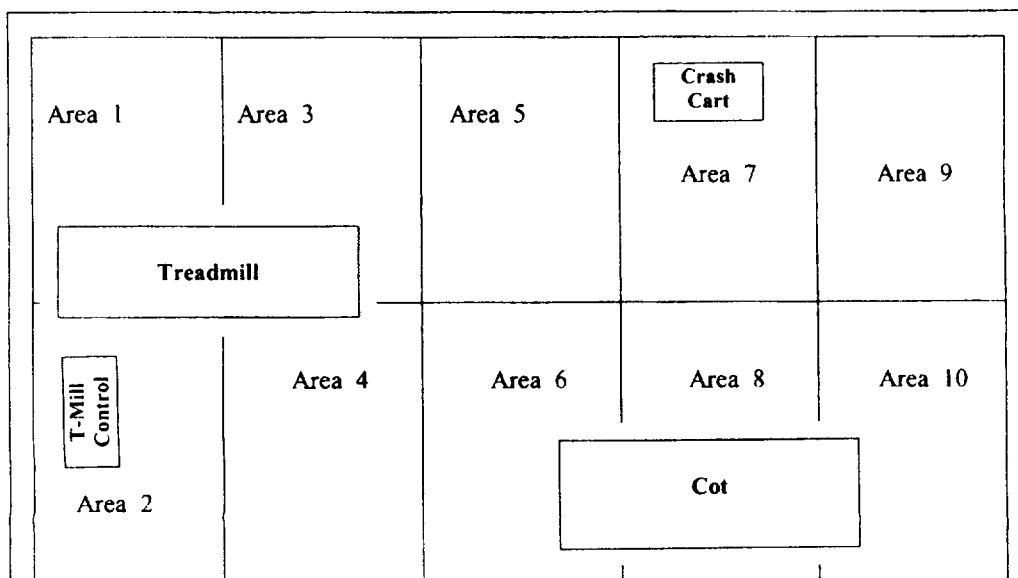 Area 1
Area 3
Area 5
Crash
Cart
Area 7
Area 9
Treadmill
T-Mill
Control
Area 2
Area 4
Area 6
Area 8
Area 10
Cot